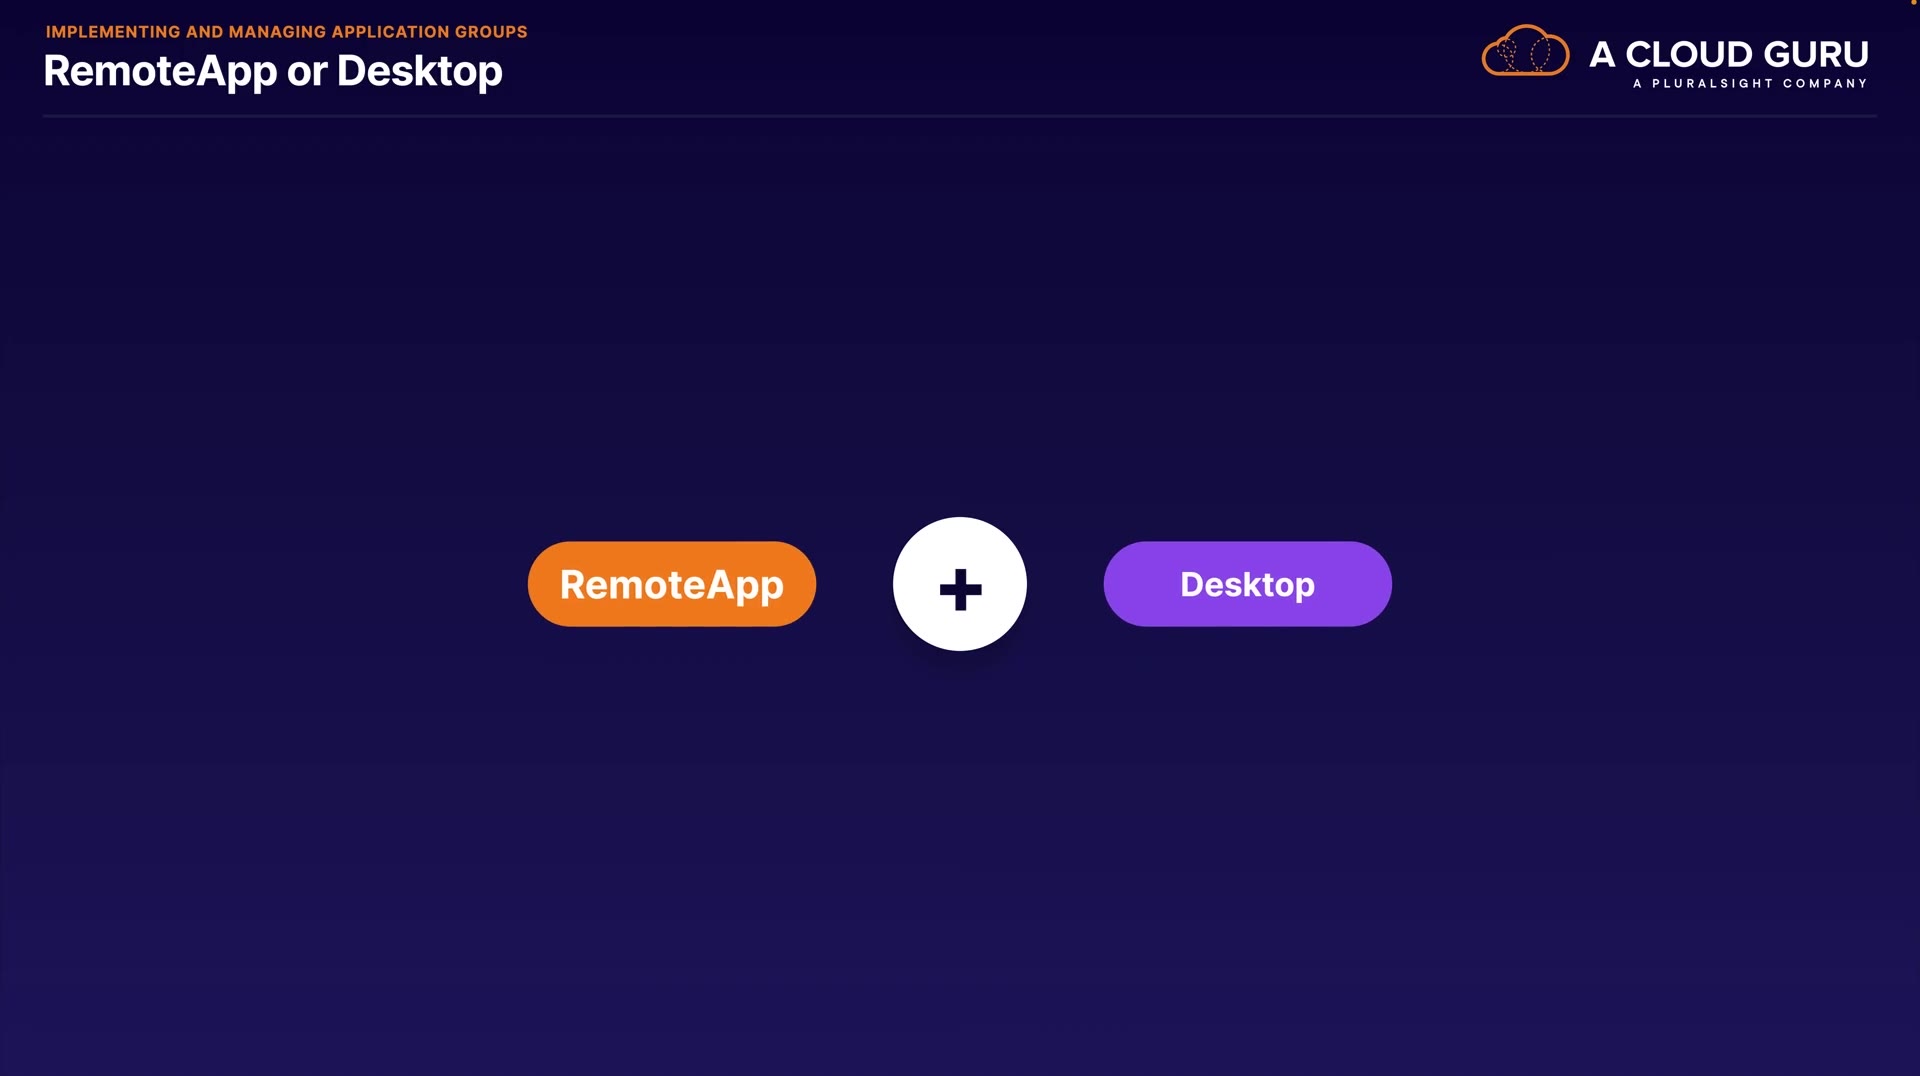 IMPLEMENTING AND MANAGING APPLICATION GROUPS
RemoteApp or Desktop
A CLOUD GURU
A PLURALSIGHT COMPANY
RemoteApp + Desktop